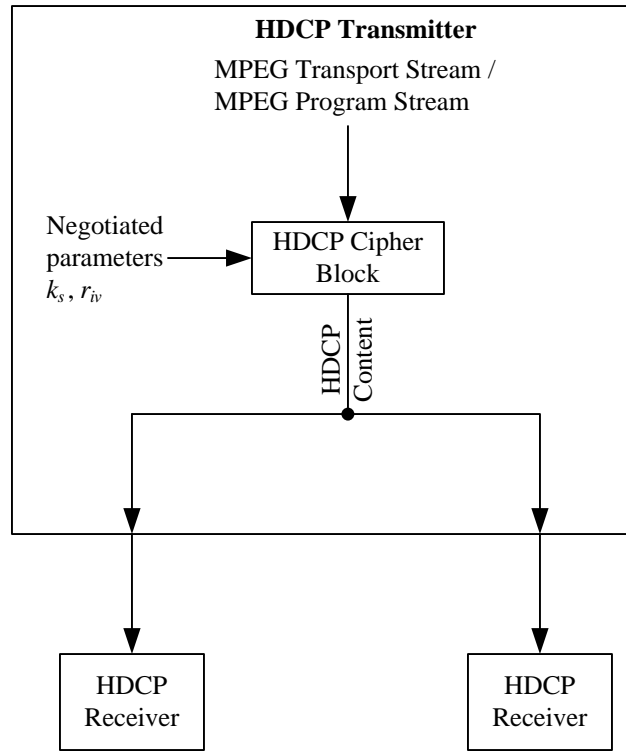 HDCP Transmitter
MPEG Transport Stream /
MPEG Program Stream
Negotiated
parameters
kₛ , rᵢᵥ
HDCP Cipher
Block
HDCP
Content
HDCP
Receiver
HDCP
Receiver